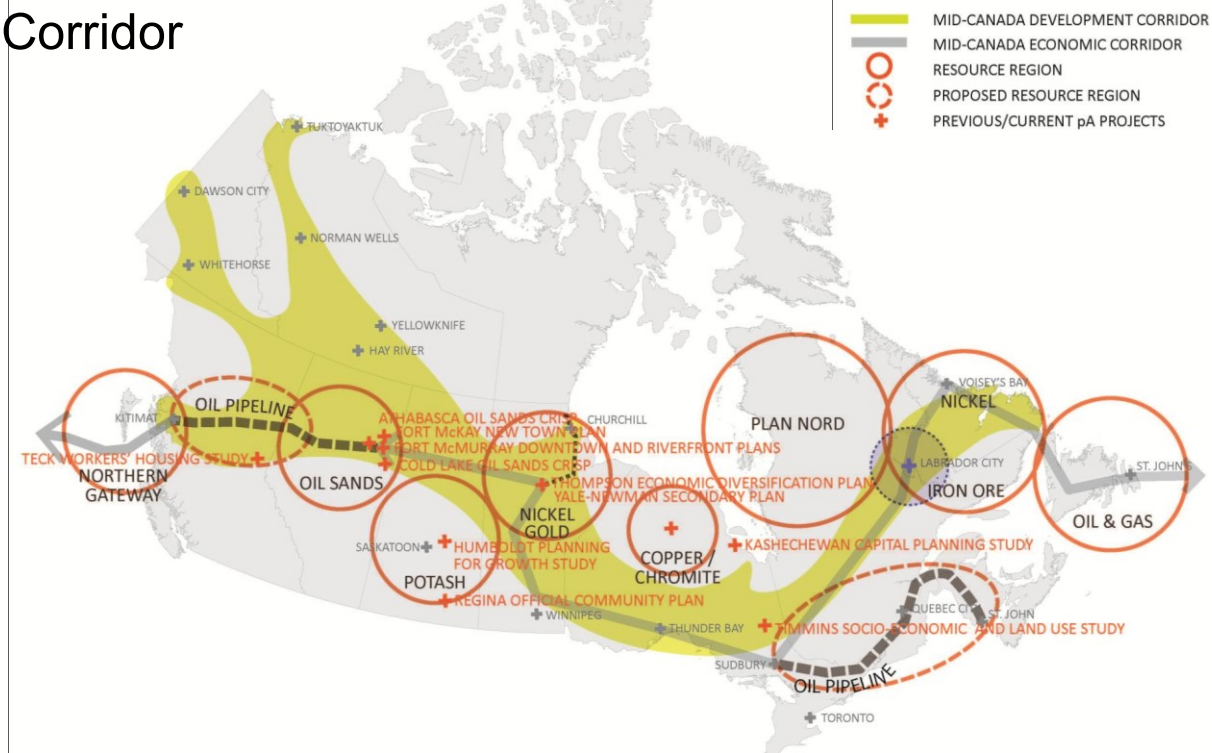 Corridor
MID-CANADA DEVELOPMENT CORRIDOR
MID-CANADA ECONOMIC CORRIDOR
RESOURCE REGION
PROPOSED RESOURCE REGION
PREVIOUS/CURRENT pA PROJECTS
TUKTOYAKTUK
DAWSON CITY
NORMAN WELLS
WHITEHORSE
YELLOWKNIFE
HAY RIVER
VOISEY'S BAY
NICKEL
OIL PIPELINE
KITIMAT
ATHABASCA OIL SANDS CRISP
CHURCHILL
FORT McKAY NEW TOWN PLAN
PLAN NORD
FORT McMURRAY DOWNTOWN AND RIVERFRONT PLANS
TECK WORKERS' HOUSING STUDY
COLD LAKE OIL SANDS CRISP
LABRADOR CITY
ST. JOHN'S
NORTHERN
GATEWAY
OIL SANDS
THOMPSON ECONOMIC DIVERSIFICATION PLAN
YALE-NEWMAN SECONDARY PLAN
IRON ORE
NICKEL
GOLD
OIL & GAS
SASKATOON
HUMBOLDT PLANNING
FOR GROWTH STUDY
KASHECHEWAN CAPITAL PLANNING STUDY
COPPER /
CHROMITE
POTASH
REGINA OFFICIAL COMMUNITY PLAN
WINNIPEG
QUEBEC CITY
ST. JOHN
THUNDER BAY
TIMMINS SOCIO-ECONOMIC AND LAND USE STUDY
SUDBURY
OIL PIPELINE
TORONTO